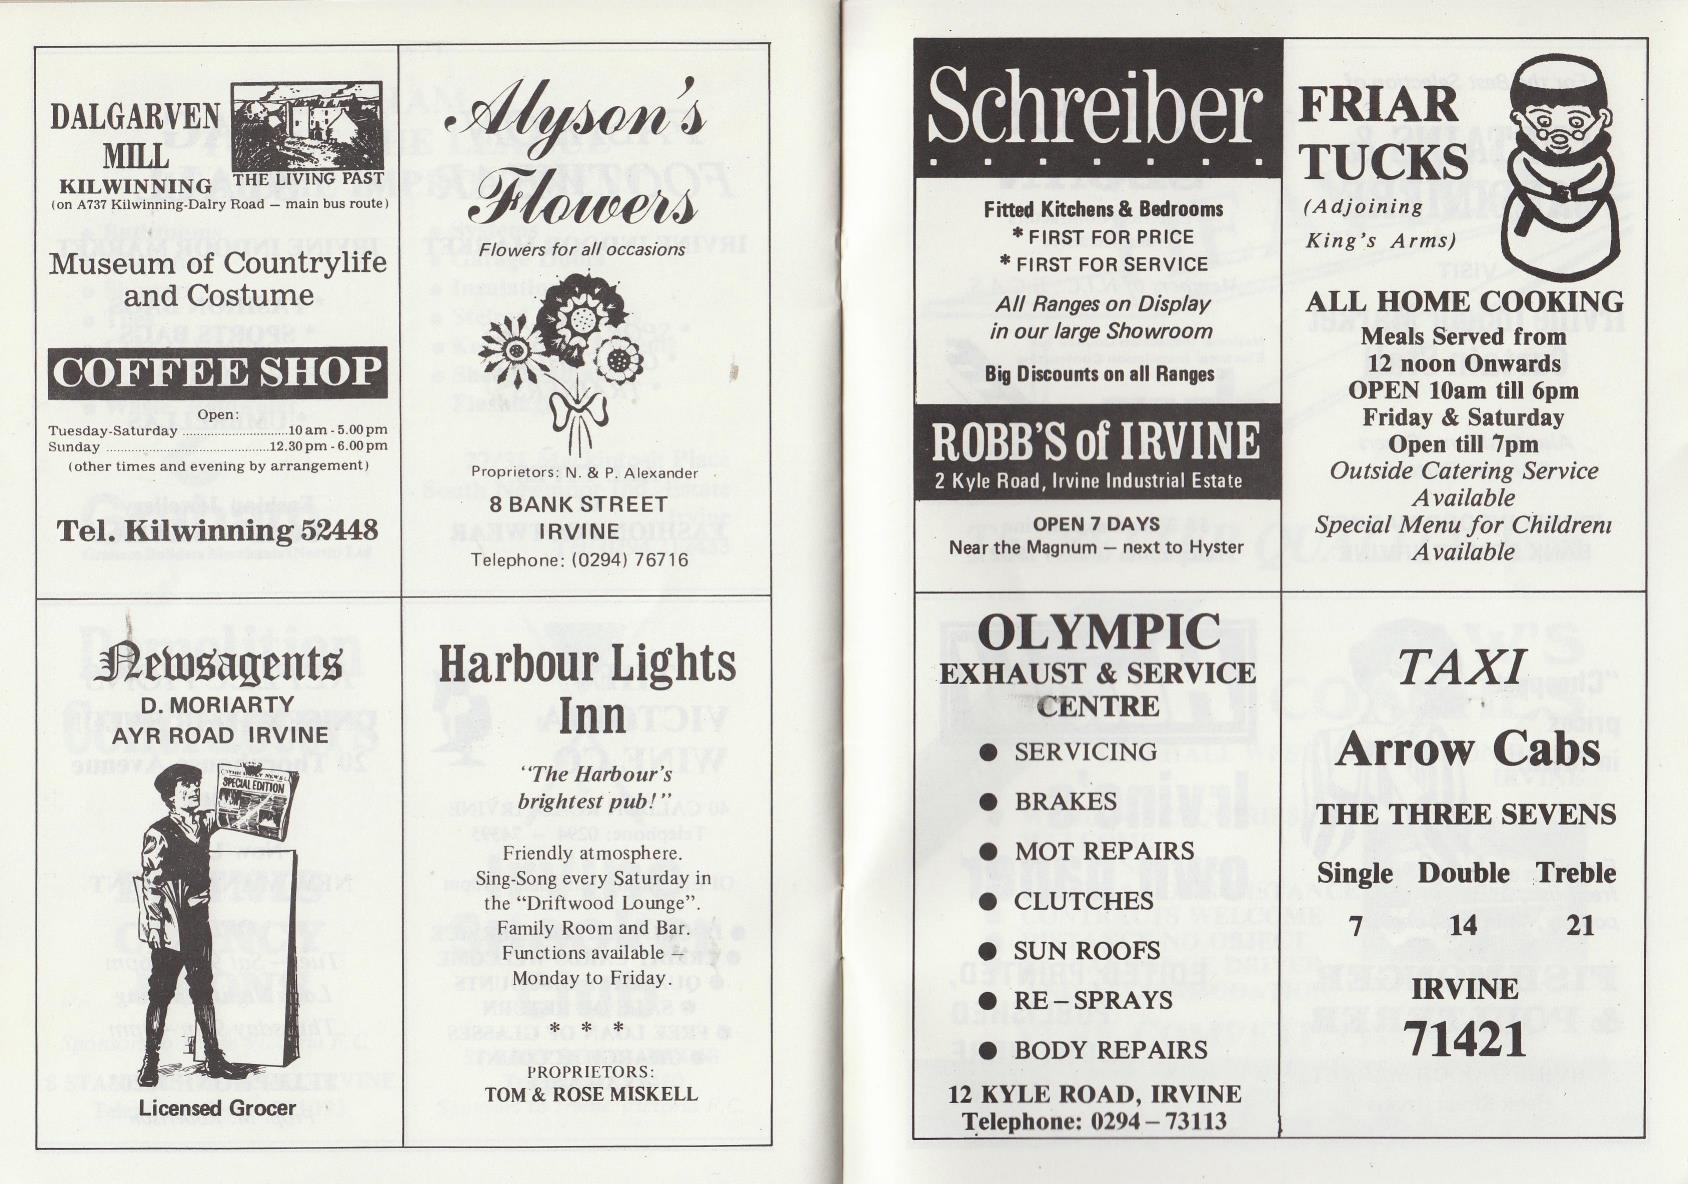 DALGARVEN
MILL
KILWINNING
THE LIVING PAST
(on A737 Kilwinning-Dalry Road — main bus route)
Museum of Countrylife
and Costume
COFFEE SHOP
Open:
Tuesday-Saturday ..........................10 am - 5.00 pm
Sunday .........................................12.30 pm - 6.00 pm
(other times and evening by arrangement)
Tel. Kilwinning 52448
Alyson's
Flowers
Flowers for all occasions
Proprietors: N. & P. Alexander
8 BANK STREET
IRVINE
Telephone: (0294) 76716
Newsagents
D. MORIARTY
AYR ROAD IRVINE
SPECIAL EDITION
Licensed Grocer
Harbour Lights
Inn
"The Harbour's
brightest pub!"
Friendly atmosphere.
Sing-Song every Saturday in
the "Driftwood Lounge".
Family Room and Bar.
Functions available —
Monday to Friday.
* * *
PROPRIETORS:
TOM & ROSE MISKELL
Schreiber
Fitted Kitchens & Bedrooms
* FIRST FOR PRICE
* FIRST FOR SERVICE
All Ranges on Display
in our large Showroom
Big Discounts on all Ranges
ROBB'S of IRVINE
2 Kyle Road, Irvine Industrial Estate
OPEN 7 DAYS
Near the Magnum — next to Hyster
FRIAR
TUCKS
(Adjoining
King's Arms)
ALL HOME COOKING
Meals Served from
12 noon Onwards
OPEN 10am till 6pm
Friday & Saturday
Open till 7pm
Outside Catering Service
Available
Special Menu for Children
Available
OLYMPIC
EXHAUST & SERVICE
CENTRE
● SERVICING
● BRAKES
● MOT REPAIRS
● CLUTCHES
● SUN ROOFS
● RE – SPRAYS
● BODY REPAIRS
12 KYLE ROAD, IRVINE
Telephone: 0294 – 73113
TAXI
Arrow Cabs
THE THREE SEVENS
Single Double Treble
7 14 21
IRVINE
71421